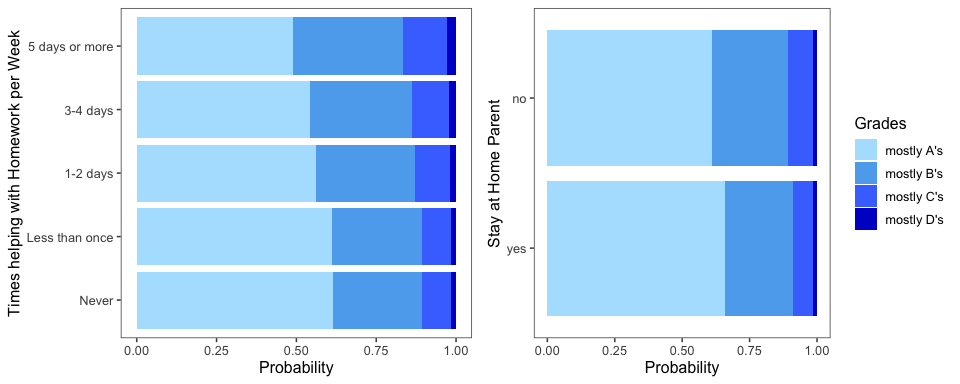 Times helping with Homework per Week
5 days or more
3-4 days
1-2 days
Less than once
Never
0.00 0.25 0.50 0.75 1.00
Probability
Stay at Home Parent
no
yes
0.00 0.25 0.50 0.75 1.00
Probability
Grades
mostly A's
mostly B's
mostly C's
mostly D's